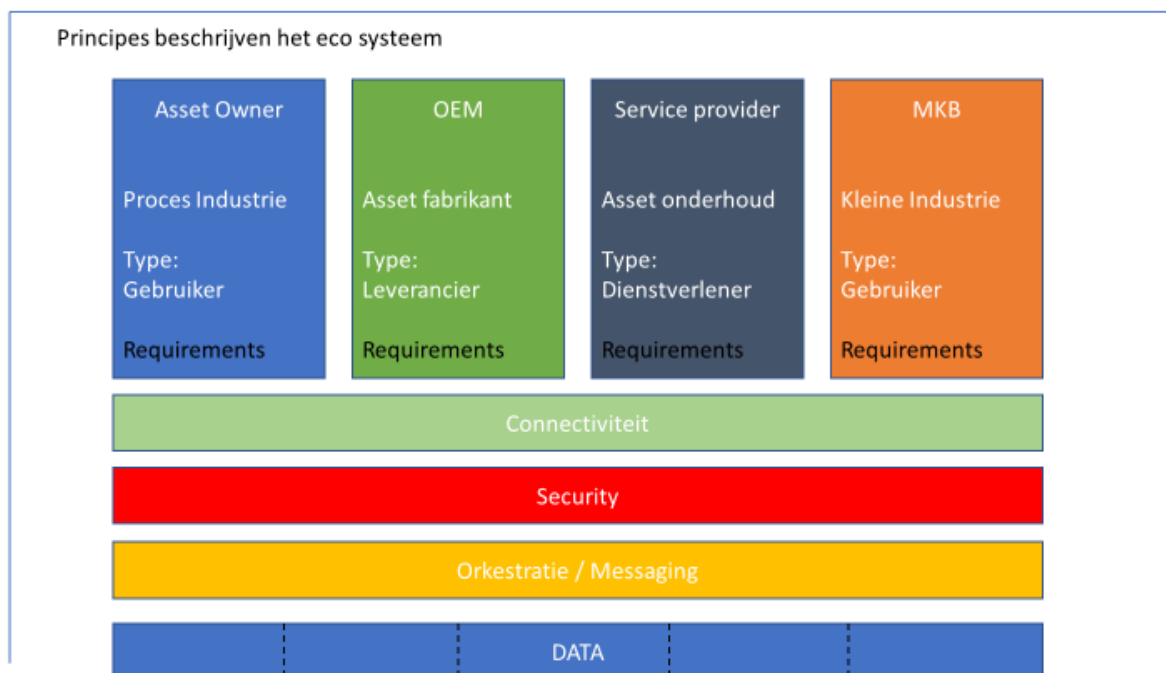 Principes beschrijven het eco systeem
Asset Owner
Proces Industrie
Type:
Gebruiker
Requirements
OEM
Asset fabrikant
Type:
Leverancier
Requirements
Service provider
Asset onderhoud
Type:
Dienstverlener
Requirements
MKB
Kleine Industrie
Type:
Gebruiker
Requirements
Connectiviteit
Security
Orkestratie / Messaging
DATA